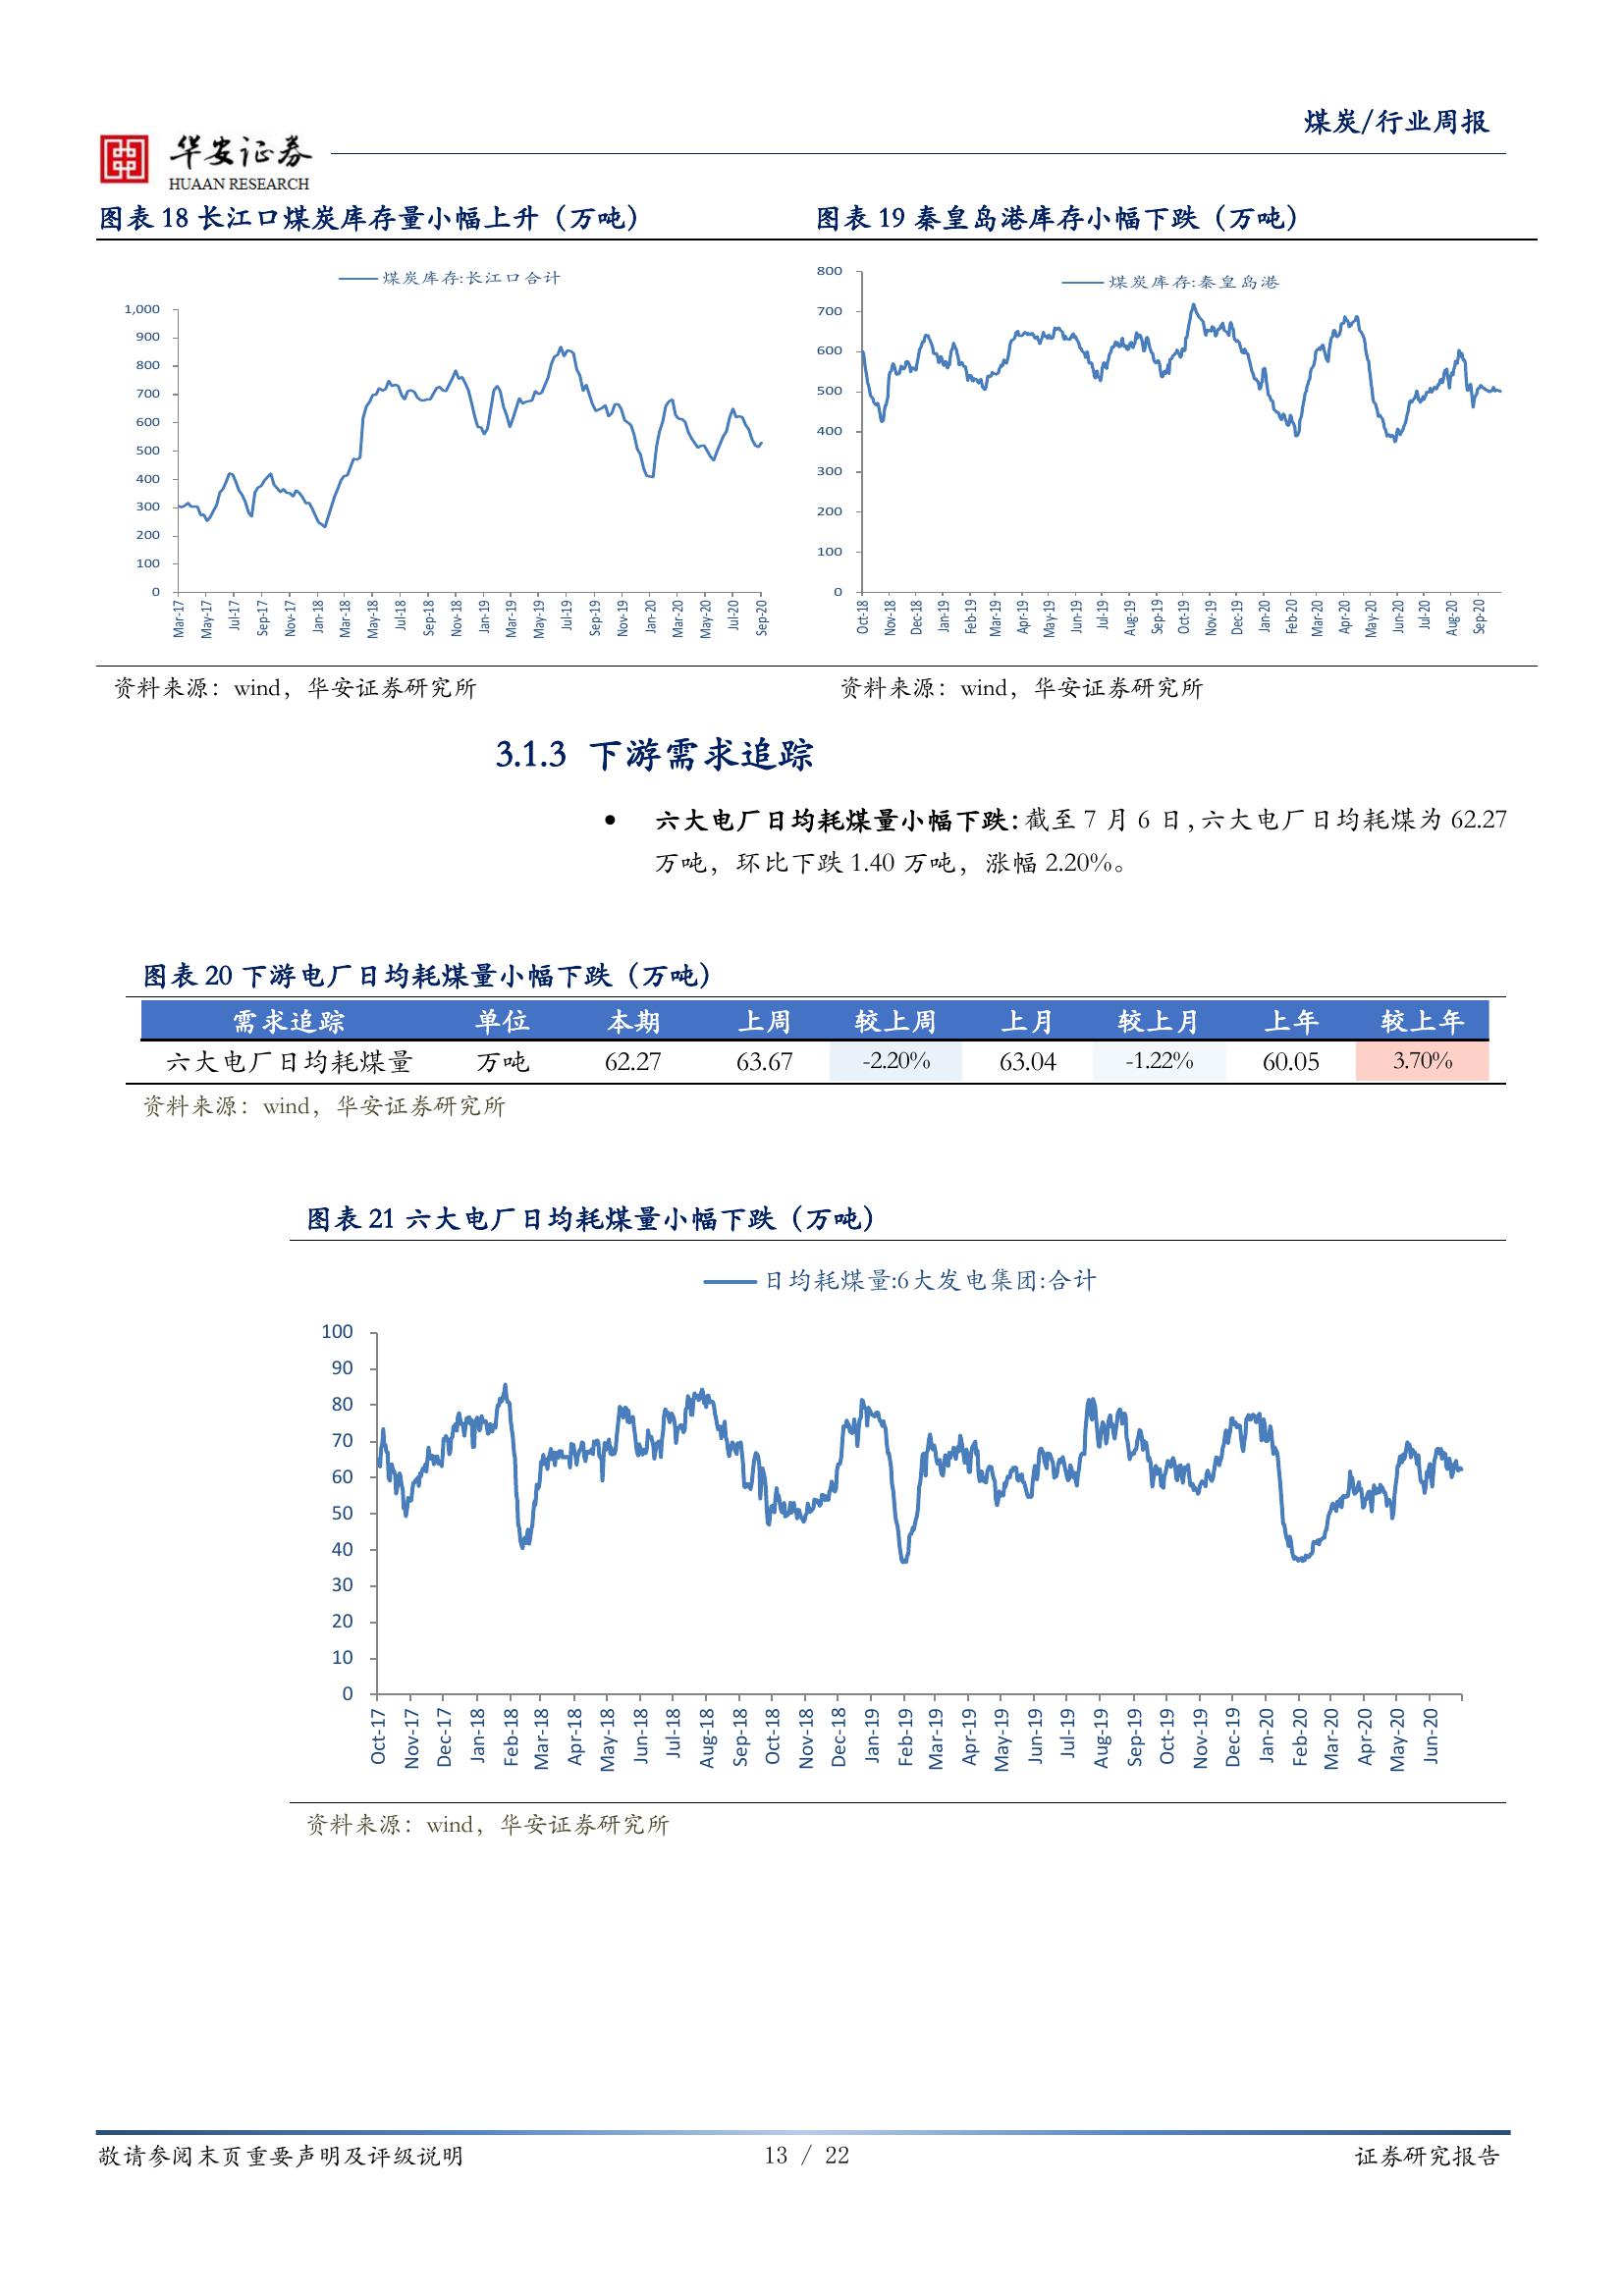 煤炭/行业周报
华安证券
HUAAN RESEARCH
图表 18 长江口煤炭库存量小幅上升（万吨）
图表 19 秦皇岛港库存小幅下跌（万吨）
煤炭库存:长江口合计
1,000
900
800
700
600
500
400
300
200
100
0
Mar-17 May-17 Jul-17 Sep-17 Nov-17 Jan-18 Mar-18 May-18 Jul-18 Sep-18 Nov-18 Jan-19 Mar-19 May-19 Jul-19 Sep-19 Nov-19 Jan-20 Mar-20 May-20 Jul-20 Sep-20
煤炭库存:秦皇岛港
800
700
600
500
400
300
200
100
0
Oct-18 Nov-18 Dec-18 Jan-19 Feb-19 Mar-19 Apr-19 May-19 Jun-19 Jul-19 Aug-19 Sep-19 Oct-19 Nov-19 Dec-19 Jan-20 Feb-20 Mar-20 Apr-20 May-20 Jun-20 Jul-20 Aug-20 Sep-20
资料来源：wind，华安证券研究所
资料来源：wind，华安证券研究所
3.1.3 下游需求追踪
• 六大电厂日均耗煤量小幅下跌：截至 7 月 6 日，六大电厂日均耗煤为 62.27
万吨，环比下跌 1.40 万吨，涨幅 2.20%。
图表 20 下游电厂日均耗煤量小幅下跌（万吨）
需求追踪 单位 本期 上周 较上周 上月 较上月 上年 较上年
六大电厂日均耗煤量 万吨 62.27 63.67 -2.20% 63.04 -1.22% 60.05 3.70%
资料来源：wind，华安证券研究所
图表 21 六大电厂日均耗煤量小幅下跌（万吨）
日均耗煤量:6大发电集团:合计
100
90
80
70
60
50
40
30
20
10
0
Oct-17 Nov-17 Dec-17 Jan-18 Feb-18 Mar-18 Apr-18 May-18 Jun-18 Jul-18 Aug-18 Sep-18 Oct-18 Nov-18 Dec-18 Jan-19 Feb-19 Mar-19 Apr-19 May-19 Jun-19 Jul-19 Aug-19 Sep-19 Oct-19 Nov-19 Dec-19 Jan-20 Feb-20 Mar-20 Apr-20 May-20 Jun-20
资料来源：wind，华安证券研究所
敬请参阅末页重要声明及评级说明
13 / 22
证券研究报告